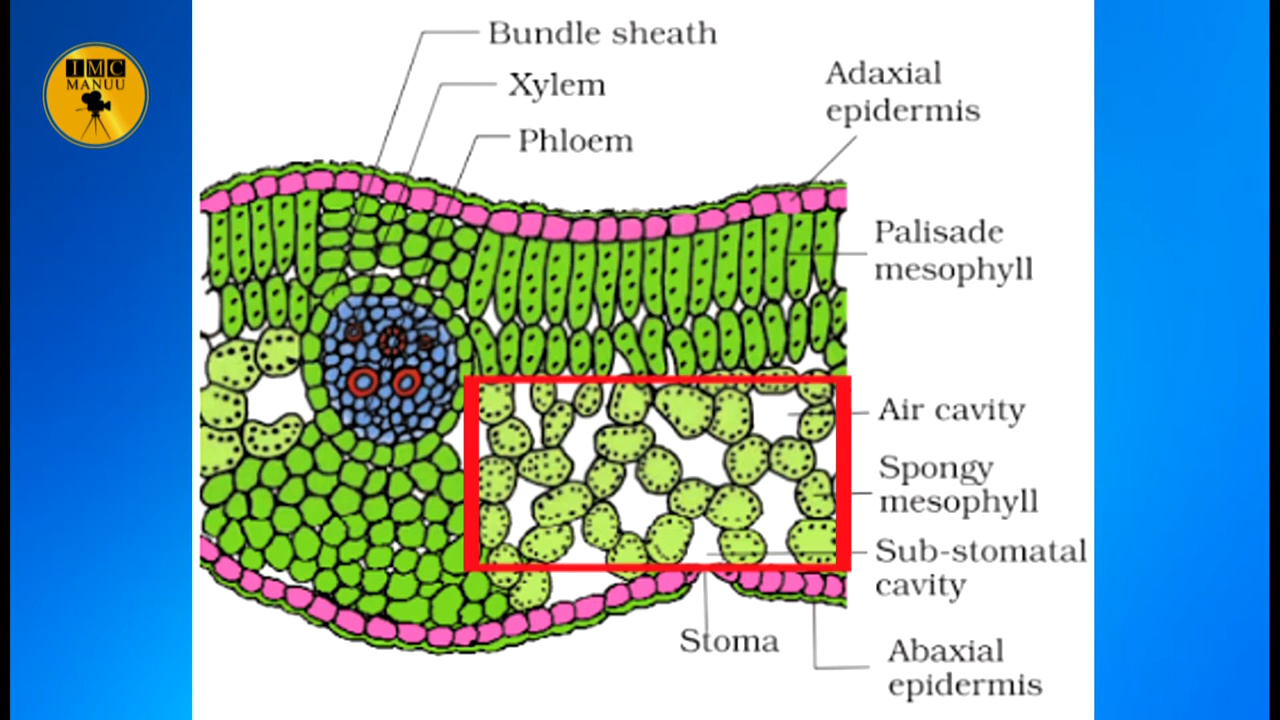 IMC
MANUU
Bundle sheath
Xylem
Phloem
Adaxial
epidermis
Palisade
mesophyll
Air cavity
Spongy
mesophyll
Sub-stomatal
cavity
Stoma
Abaxial
epidermis